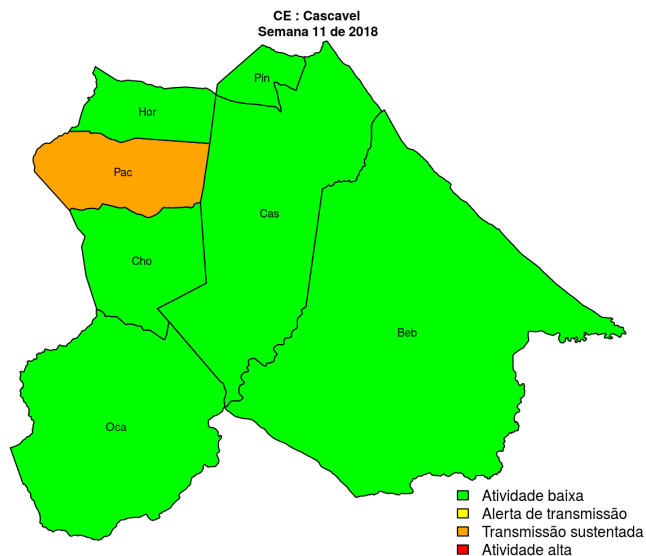 CE : Cascavel
Semana 11 de 2018
Pin
Hor
Pac
Cas
Cho
Beb
Oca
Atividade baixa
Alerta de transmissão
Transmissão sustentada
Atividade alta